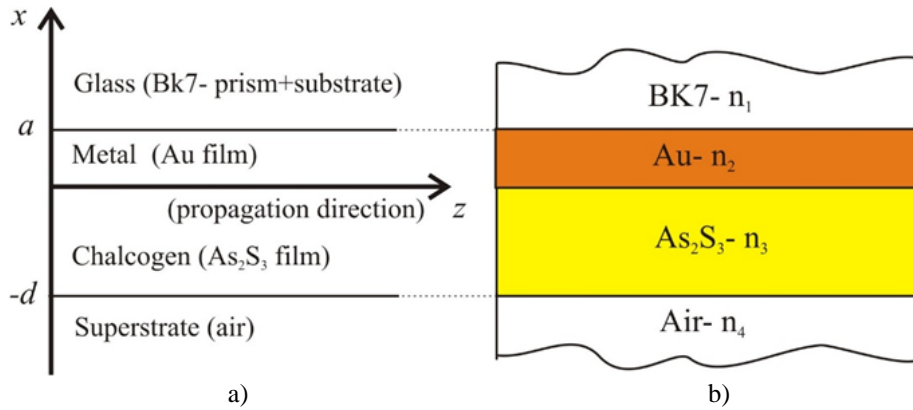 x
Glass (Bk7- prism+substrate)
a
Metal (Au film)
(propagation direction) z
Chalcogen (As₂S₃ film)
-d
Superstrate (air)
a)
BK7- n₁
Au- n₂
As₂S₃- n₃
Air- n₄
b)